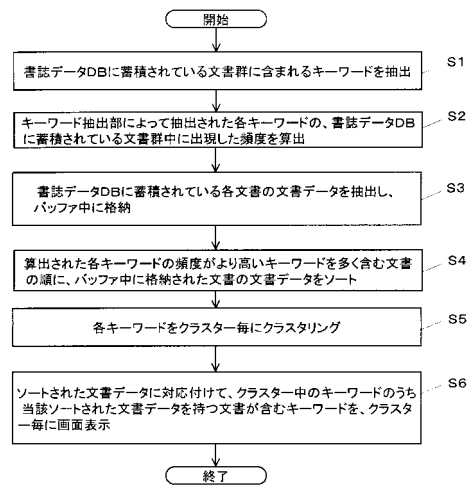 開始
S1
書誌データDBに蓄積されている文書群に含まれるキーワードを抽出
S2
キーワード抽出部によって抽出された各キーワードの、書誌データDB
に蓄積されている文書群中に出現した頻度を算出
S3
書誌データDBに蓄積されている各文書の文書データを抽出し、
バッファ中に格納
S4
算出された各キーワードの頻度がより高いキーワードを多く含む文書
の順に、バッファ中に格納された文書の文書データをソート
S5
各キーワードをクラスター毎にクラスタリング
S6
ソートされた文書データに対応付けて、クラスター中のキーワードのうち
当該ソートされた文書データを持つ文書が含むキーワードを、クラスタ
ー毎に画面表示
終了